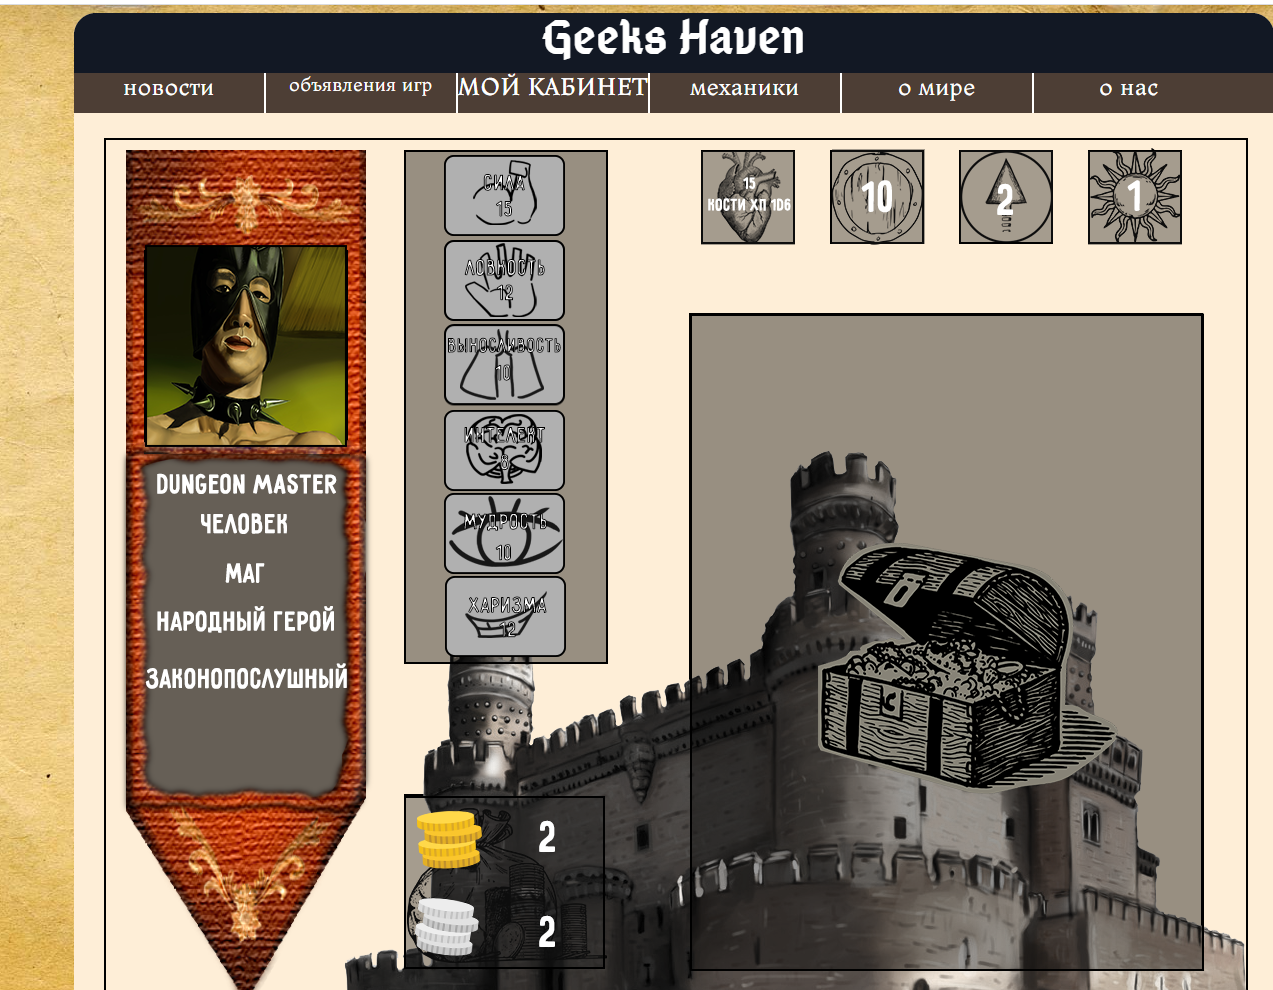 Geeks Haven
новости
объявления игр
МОЙ КАБИНЕТ
механики
о мире
о нас
DUNGEON MASTER
ЧЕЛОВЕК
МАГ
НАРОДНЫЙ ГЕРОЙ
ЗАКОНОПОСЛУШНЫЙ
СИЛА
15
ЛОВКОСТЬ
12
ВЫНОСЛИВОСТЬ
10
ИНТЕЛЕКТ
8
МУДРОСТЬ
10
ХАРИЗМА
12
15
КОСТИ ХП 1D6
10
2
1
2
2